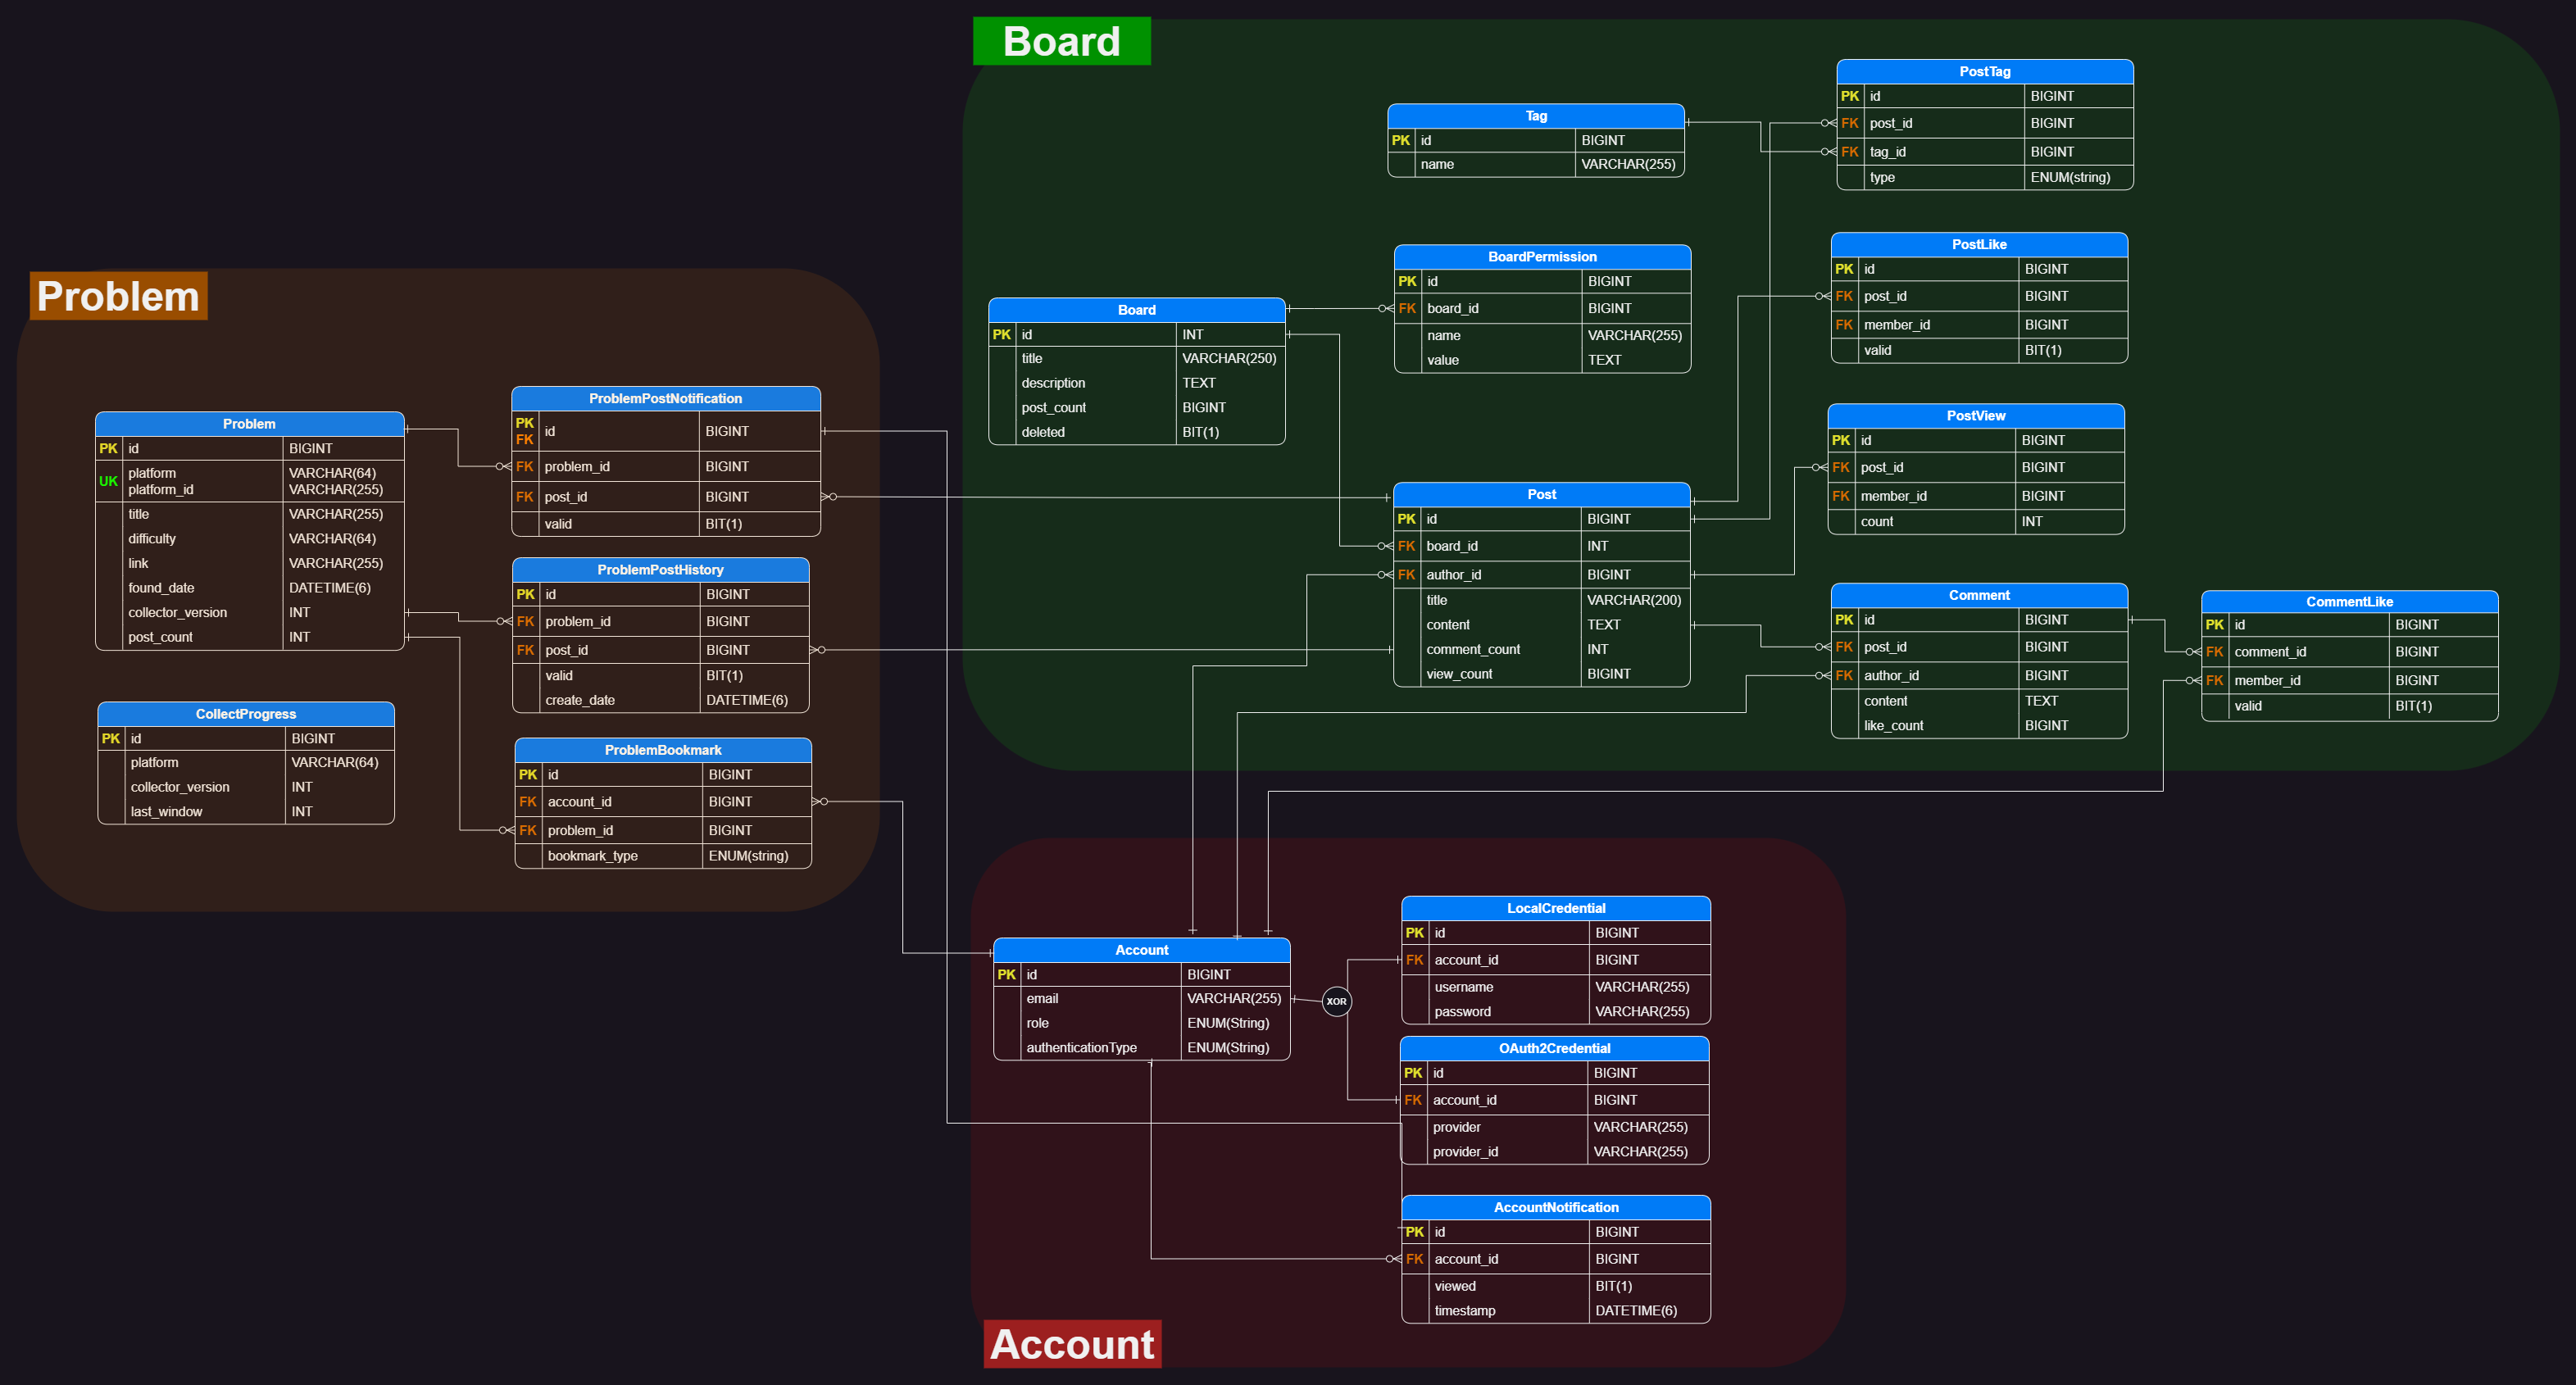 Board
PostTag
PK id BIGINT
FK post_id BIGINT
FK tag_id BIGINT
type ENUM(string)
Tag
PK id BIGINT
name VARCHAR(255)
PostLike
PK id BIGINT
FK post_id BIGINT
FK member_id BIGINT
valid BIT(1)
BoardPermission
PK id BIGINT
FK board_id BIGINT
name VARCHAR(255)
value TEXT
Board
PK id INT
title VARCHAR(250)
description TEXT
post_count BIGINT
deleted BIT(1)
PostView
PK id BIGINT
FK post_id BIGINT
FK member_id BIGINT
count INT
Post
PK id BIGINT
FK board_id INT
FK author_id BIGINT
title VARCHAR(200)
content TEXT
comment_count INT
view_count BIGINT
Comment
PK id BIGINT
FK post_id BIGINT
FK author_id BIGINT
content TEXT
like_count BIGINT
CommentLike
PK id BIGINT
FK comment_id BIGINT
FK member_id BIGINT
valid BIT(1)
Problem
Problem
PK id BIGINT
UK platform VARCHAR(64)
platform_id VARCHAR(255)
title VARCHAR(255)
difficulty VARCHAR(64)
link VARCHAR(255)
found_date DATETIME(6)
collector_version INT
post_count INT
ProblemPostNotification
PK
FK id BIGINT
FK problem_id BIGINT
FK post_id BIGINT
valid BIT(1)
ProblemPostHistory
PK id BIGINT
FK problem_id BIGINT
FK post_id BIGINT
valid BIT(1)
create_date DATETIME(6)
CollectProgress
PK id BIGINT
platform VARCHAR(64)
collector_version INT
last_window INT
ProblemBookmark
PK id BIGINT
FK account_id BIGINT
FK problem_id BIGINT
bookmark_type ENUM(string)
Account
PK id BIGINT
email VARCHAR(255)
role ENUM(String)
authenticationType ENUM(String)
XOR
LocalCredential
PK id BIGINT
FK account_id BIGINT
username VARCHAR(255)
password VARCHAR(255)
OAuth2Credential
PK id BIGINT
FK account_id BIGINT
provider VARCHAR(255)
provider_id VARCHAR(255)
AccountNotification
PK id BIGINT
FK account_id BIGINT
viewed BIT(1)
timestamp DATETIME(6)
Account